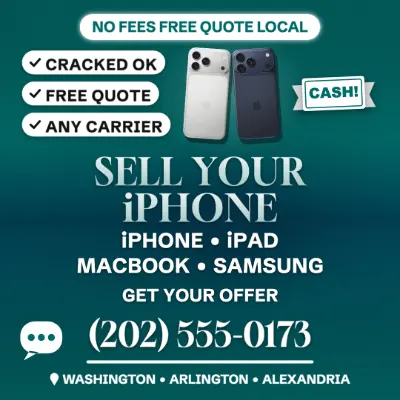 NO FEES FREE QUOTE LOCAL
✓ CRACKED OK
✓ FREE QUOTE
✓ ANY CARRIER
CASH!
SELL YOUR
iPHONE
iPHONE • iPAD
MACBOOK • SAMSUNG
GET YOUR OFFER
(202) 555-0173
WASHINGTON • ARLINGTON • ALEXANDRIA